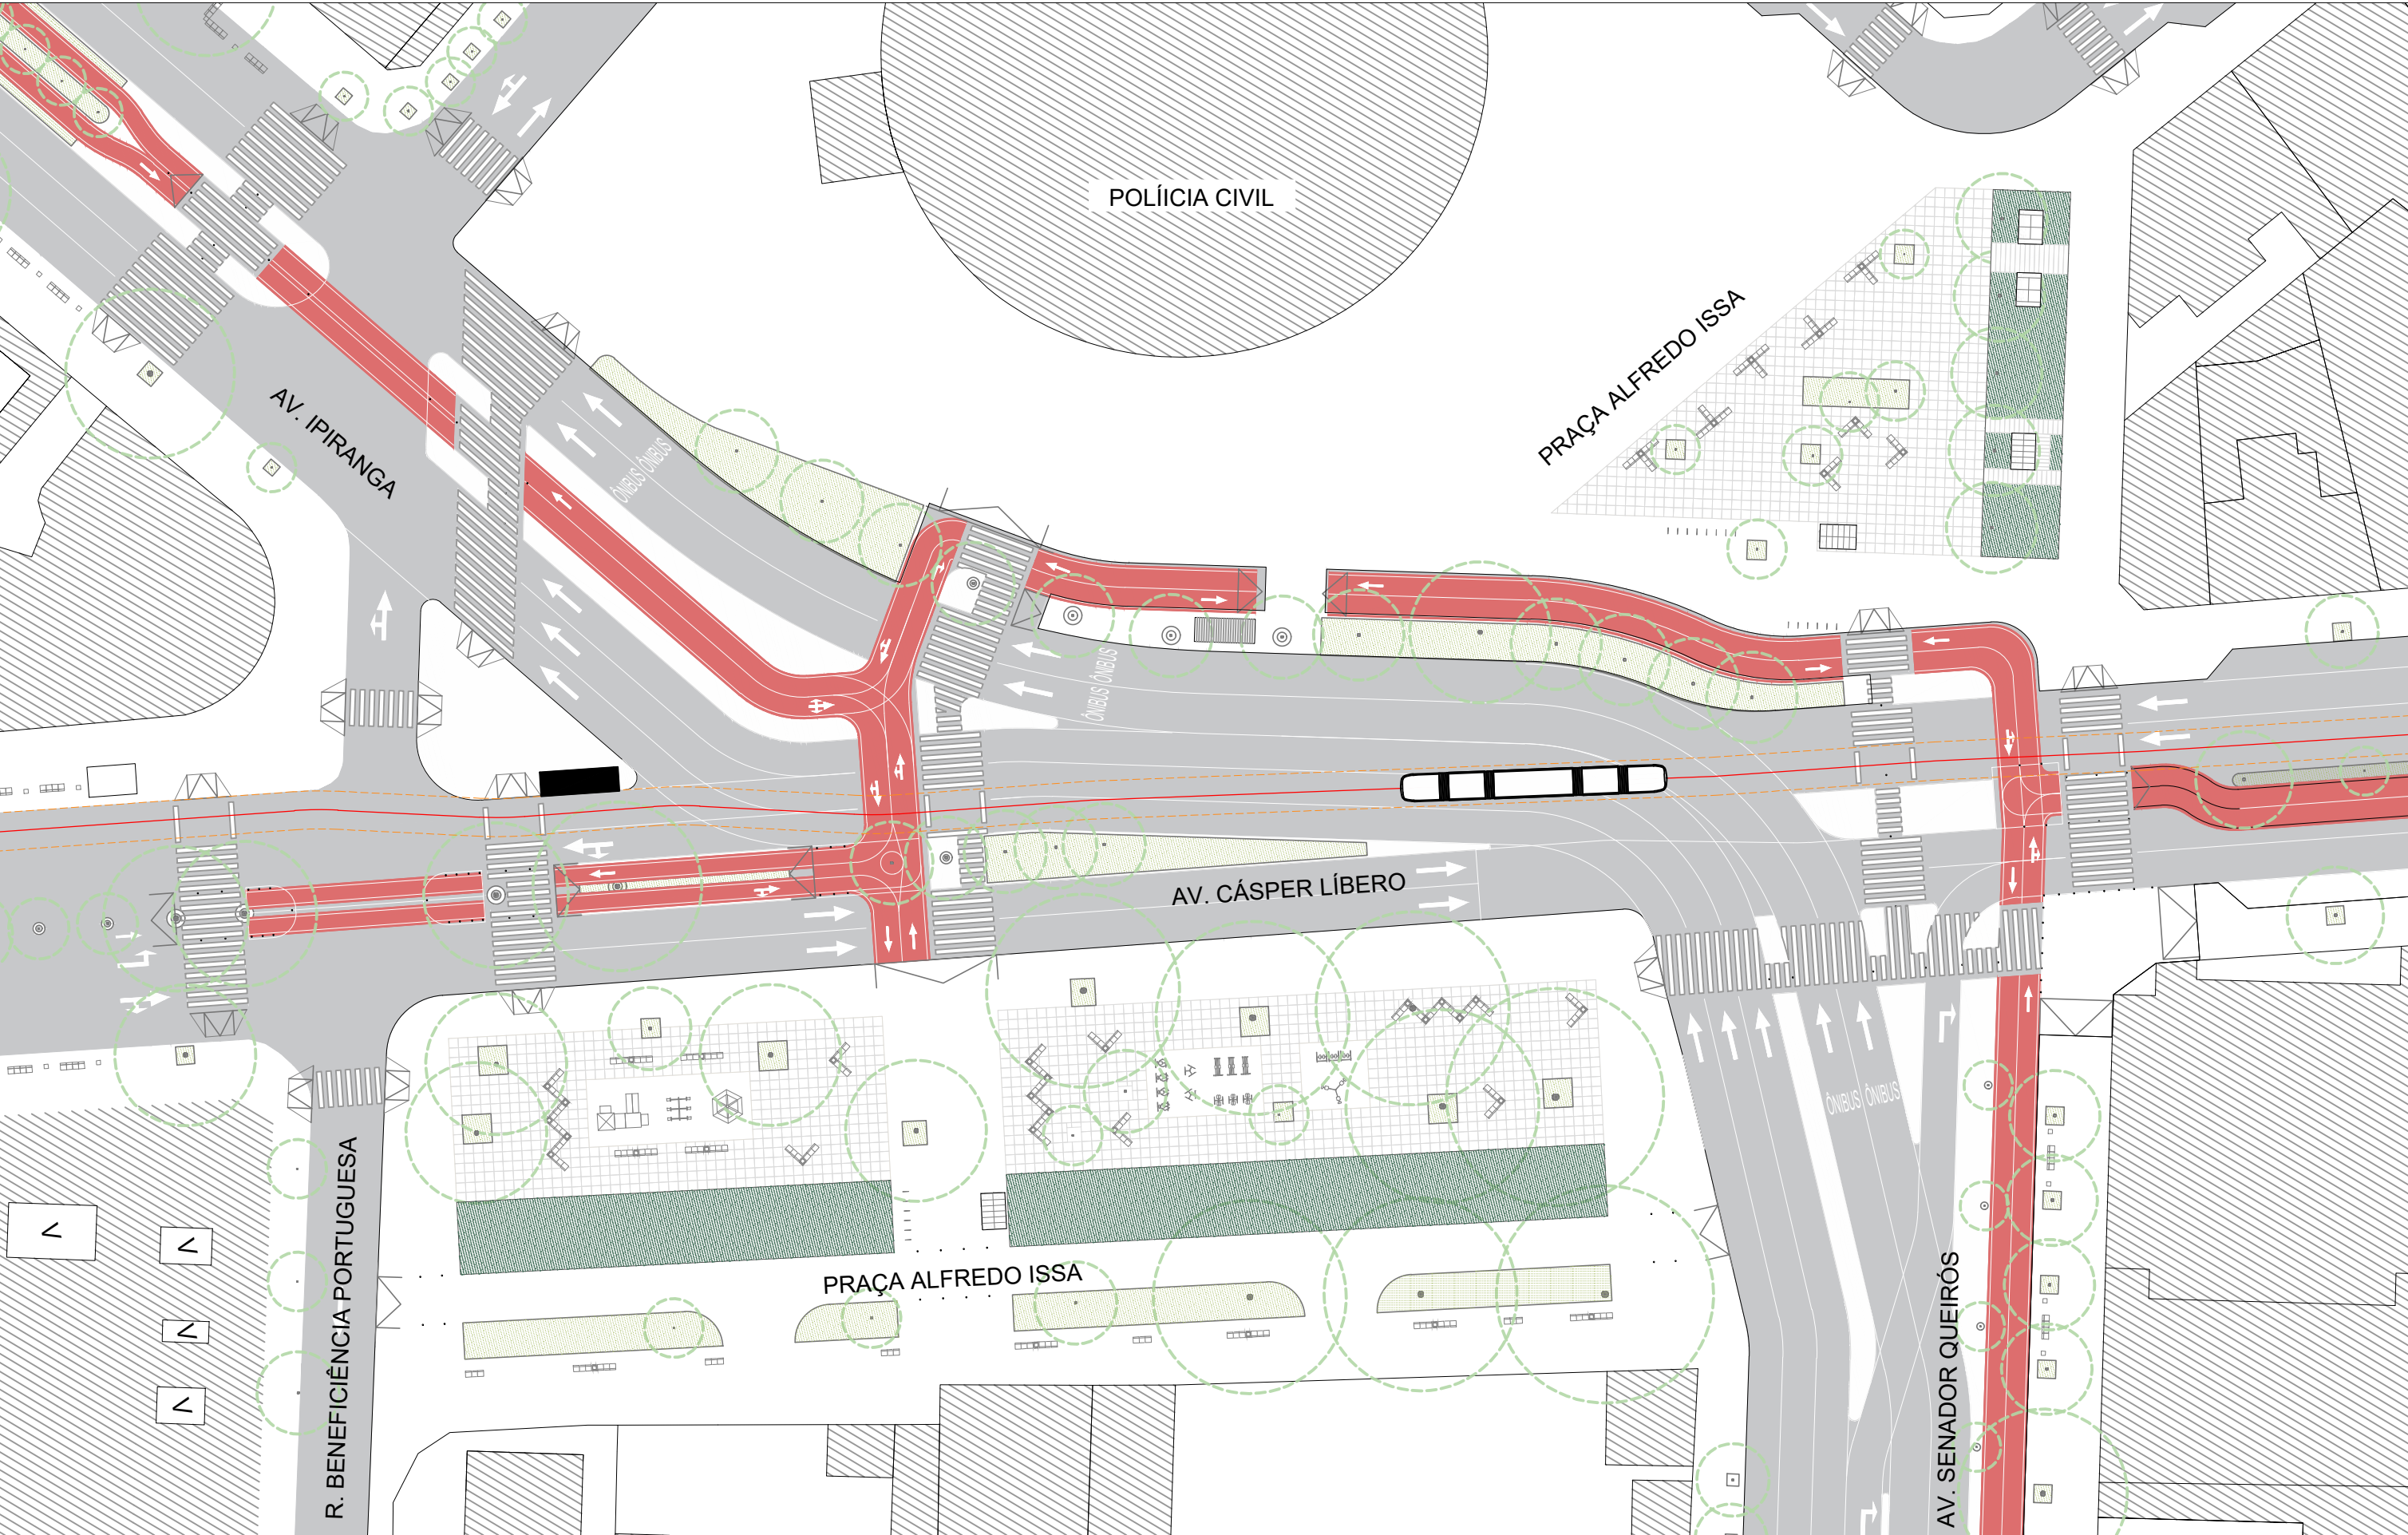 POLÍICIA CIVIL
PRAÇA ALFREDO ISSA
AV. IPIRANGA
ÔNIBUS ÔNIBUS
ÔNIBUS ÔNIBUS
AV. CÁSPER LÍBERO
ÔNIBUS ÔNIBUS
R. BENEFICIÊNCIA PORTUGUESA
PRAÇA ALFREDO ISSA
AV. SENADOR QUEIRÓS
V
V
V
V